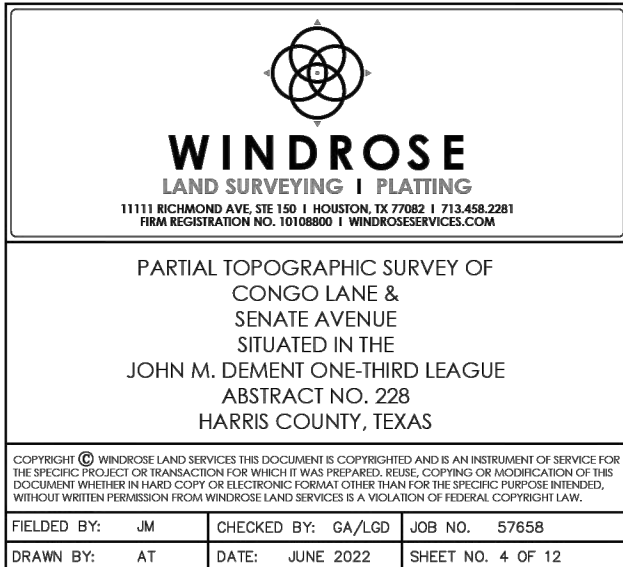 WINDROSE
LAND SURVEYING I PLATTING
11111 RICHMOND AVE, STE 150 I HOUSTON, TX 77082 I 713.458.2281
FIRM REGISTRATION NO. 10108800 I WINDROSESERVICES.COM
PARTIAL TOPOGRAPHIC SURVEY OF
CONGO LANE &
SENATE AVENUE
SITUATED IN THE
JOHN M. DEMENT ONE-THIRD LEAGUE
ABSTRACT NO. 228
HARRIS COUNTY, TEXAS
COPYRIGHT © WINDROSE LAND SERVICES THIS DOCUMENT IS COPYRIGHTED AND IS AN INSTRUMENT OF SERVICE FOR
THE SPECIFIC PROJECT OR TRANSACTION FOR WHICH IT WAS PREPARED. REUSE, COPYING OR MODIFICATION OF THIS
DOCUMENT WHETHER IN HARD COPY OR ELECTRONIC FORMAT OTHER THAN FOR THE SPECIFIC PURPOSE INTENDED,
WITHOUT WRITTEN PERMISSION FROM WINDROSE LAND SERVICES IS A VIOLATION OF FEDERAL COPYRIGHT LAW.
FIELDED BY: JM CHECKED BY: GA/LGD JOB NO. 57658
DRAWN BY: AT DATE: JUNE 2022 SHEET NO. 4 OF 12